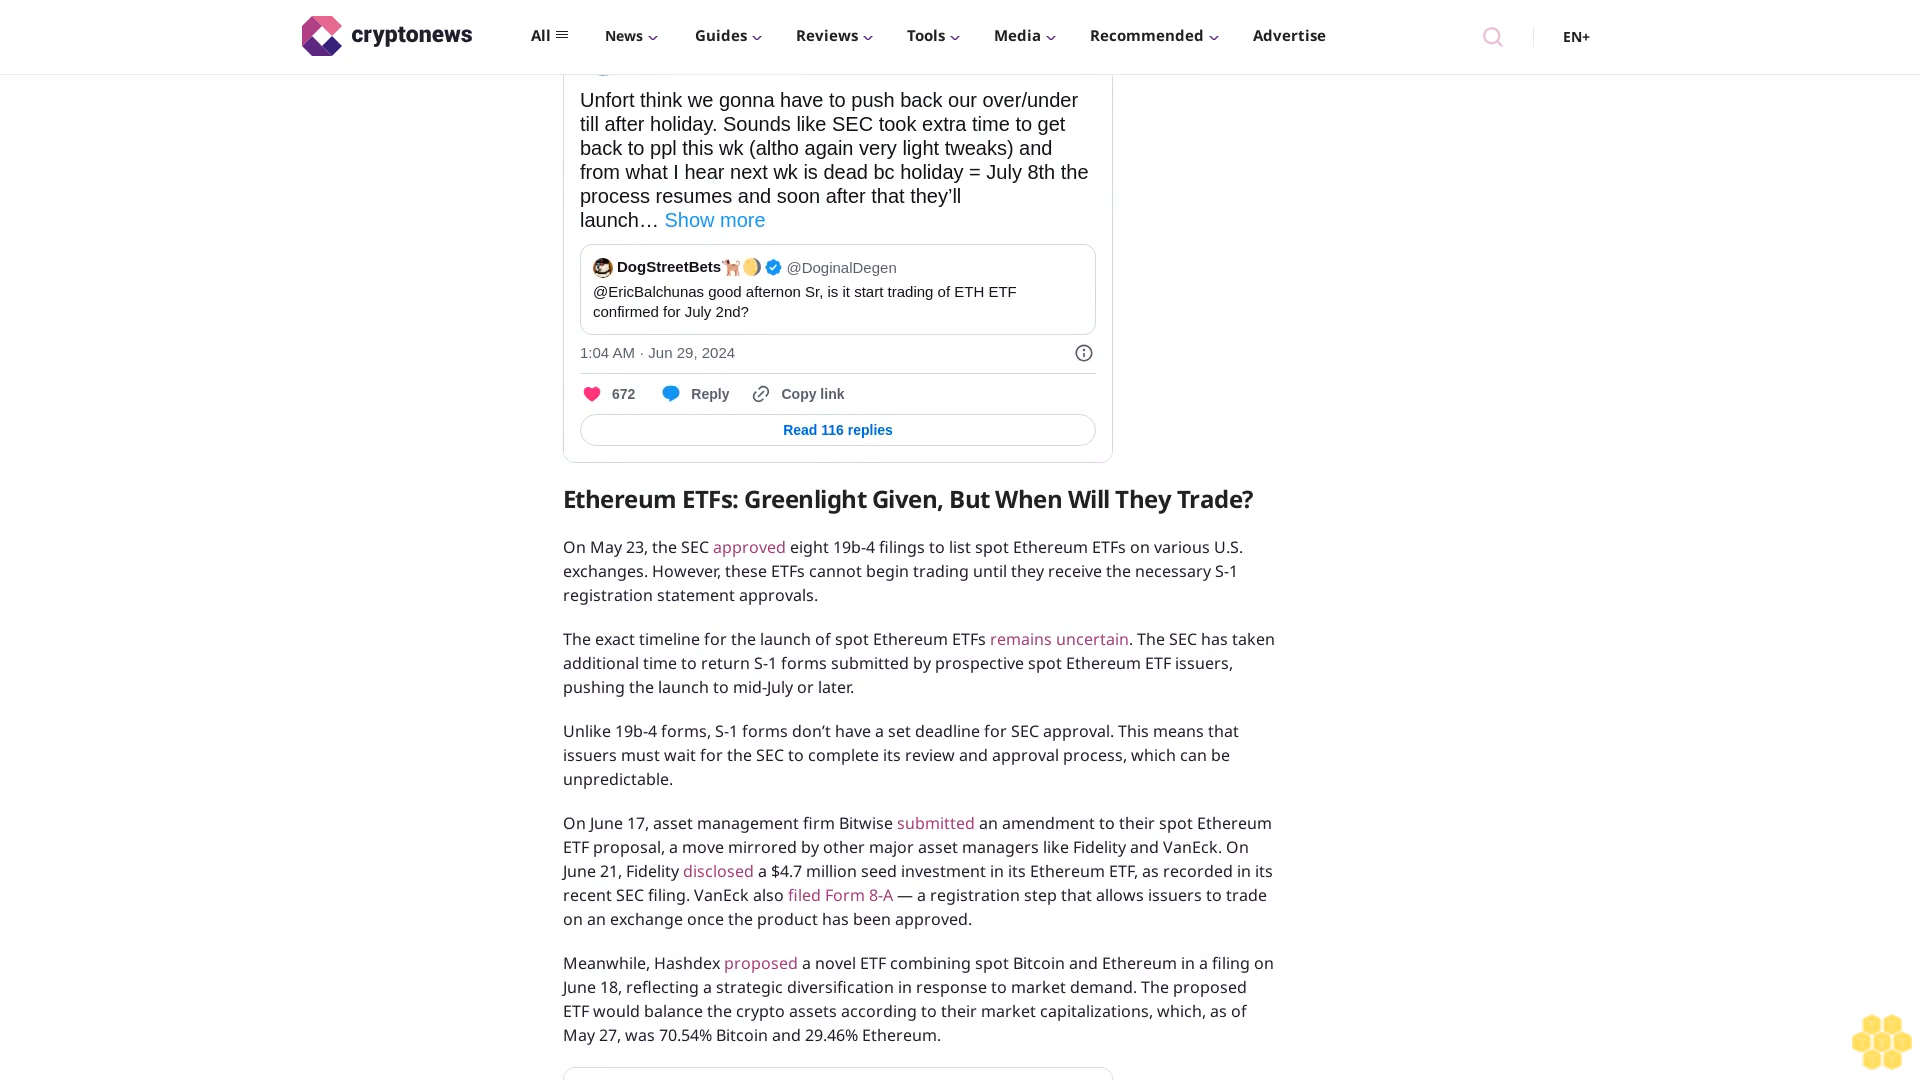 cryptonews
All
News
Guides
Reviews
Tools
Media
Recommended
Advertise
EN+
Unfort think we gonna have to push back our over/under
till after holiday. Sounds like SEC took extra time to get
back to ppl this wk (altho again very light tweaks) and
from what I hear next wk is dead bc holiday = July 8th the
process resumes and soon after that they’ll
launch… Show more
DogStreetBets🐕🌖 @DoginalDegen
@EricBalchunas good afternon Sr, is it start trading of ETH ETF
confirmed for July 2nd?
1:04 AM · Jun 29, 2024
672
Reply
Copy link
Read 116 replies
Ethereum ETFs: Greenlight Given, But When Will They Trade?
On May 23, the SEC approved eight 19b-4 filings to list spot Ethereum ETFs on various U.S.
exchanges. However, these ETFs cannot begin trading until they receive the necessary S-1
registration statement approvals.
The exact timeline for the launch of spot Ethereum ETFs remains uncertain. The SEC has taken
additional time to return S-1 forms submitted by prospective spot Ethereum ETF issuers,
pushing the launch to mid-July or later.
Unlike 19b-4 forms, S-1 forms don’t have a set deadline for SEC approval. This means that
issuers must wait for the SEC to complete its review and approval process, which can be
unpredictable.
On June 17, asset management firm Bitwise submitted an amendment to their spot Ethereum
ETF proposal, a move mirrored by other major asset managers like Fidelity and VanEck. On
June 21, Fidelity disclosed a $4.7 million seed investment in its Ethereum ETF, as recorded in its
recent SEC filing. VanEck also filed Form 8-A — a registration step that allows issuers to trade
on an exchange once the product has been approved.
Meanwhile, Hashdex proposed a novel ETF combining spot Bitcoin and Ethereum in a filing on
June 18, reflecting a strategic diversification in response to market demand. The proposed
ETF would balance the crypto assets according to their market capitalizations, which, as of
May 27, was 70.54% Bitcoin and 29.46% Ethereum.